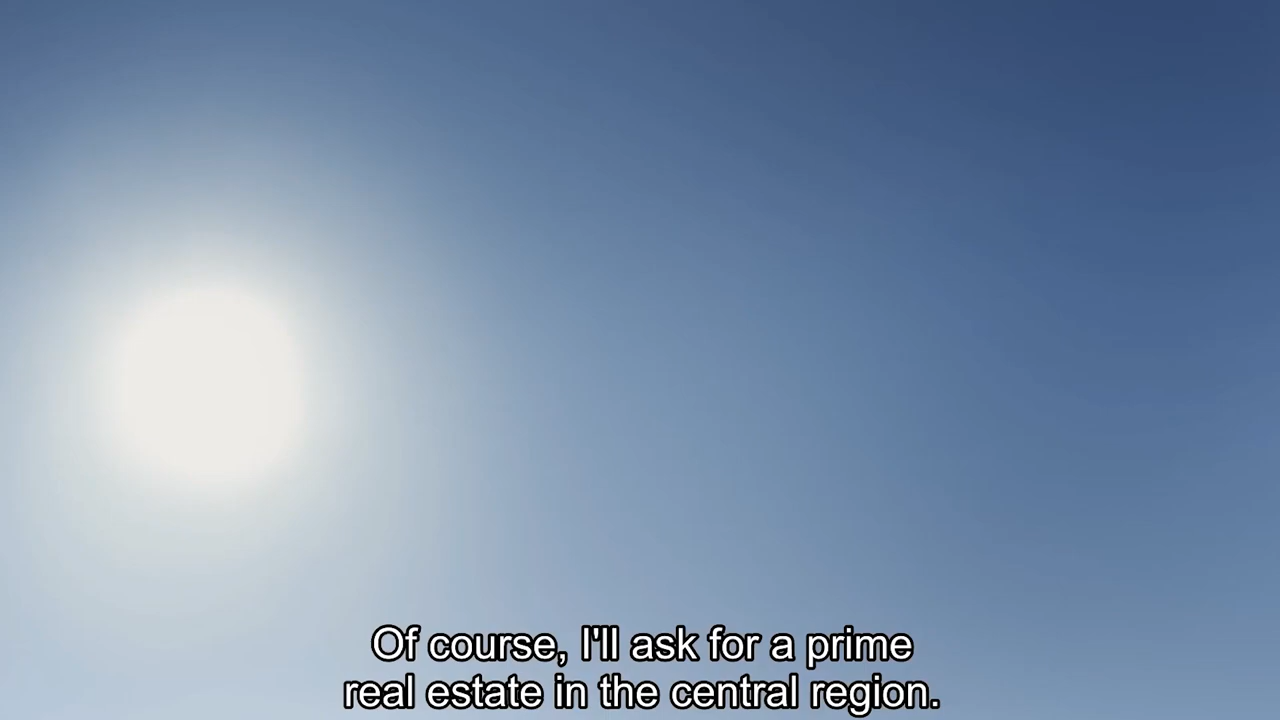 Of course, I'll ask for a prime
real estate in the central region.